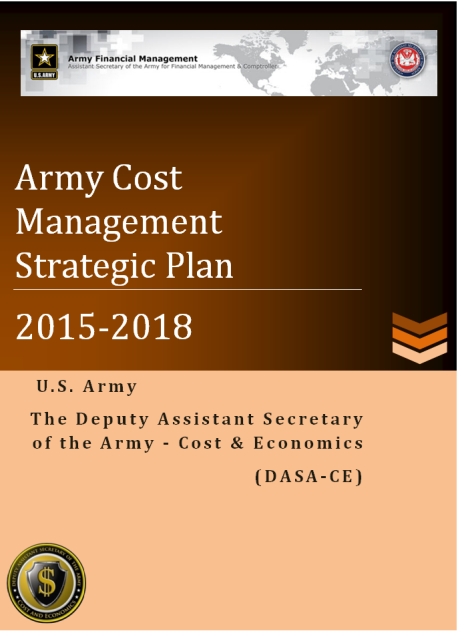 Army Financial Management
Assistant Secretary of the Army for Financial Management & Comptroller
U.S.ARMY
Army Cost
Management
Strategic Plan
2015-2018
U.S. Army
The Deputy Assistant Secretary
of the Army - Cost & Economics
(DASA-CE)
DEPUTY ASSISTANT SECRETARY OF THE ARMY
$
COST AND ECONOMICS